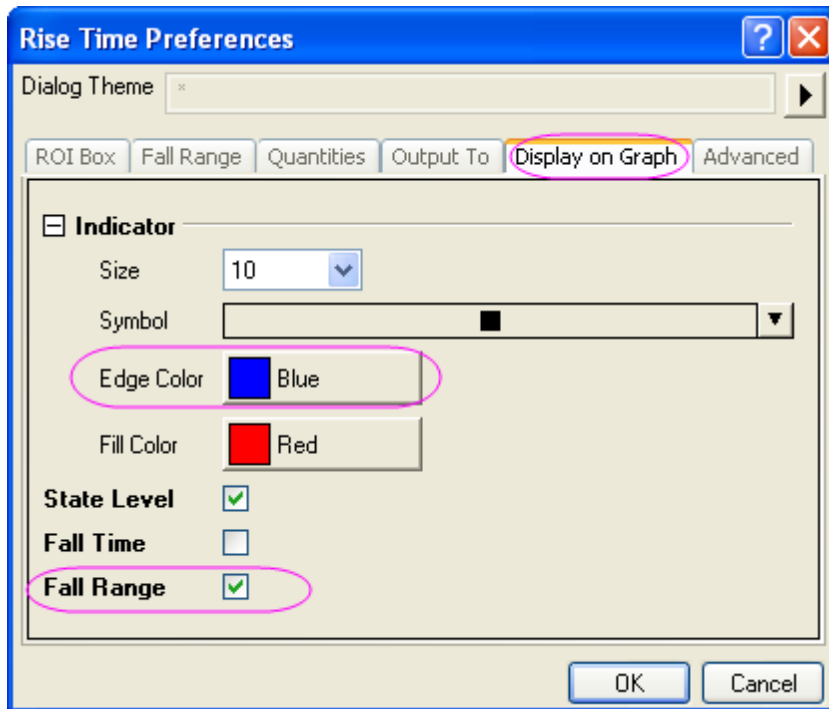 Rise Time Preferences
Dialog Theme *
ROI Box Fall Range Quantities Output To Display on Graph Advanced
Indicator
Size 10
Symbol
Edge Color Blue
Fill Color Red
State Level
Fall Time
Fall Range
OK Cancel